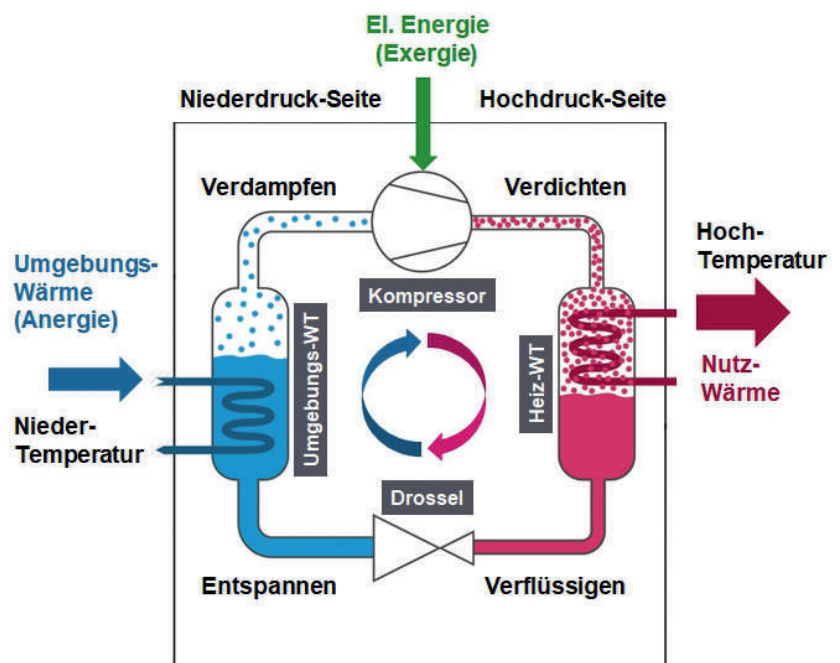 El. Energie
(Exergie)
Niederdruck-Seite
Hochdruck-Seite
Verdampfen
Verdichten
Umgebungs-
Wärme
(Anergie)
Hoch-
Temperatur
Kompressor
Umgebungs-WT
Heiz-WT
Nutz-
Wärme
Nieder-
Temperatur
Drossel
Entspannen
Verflüssigen